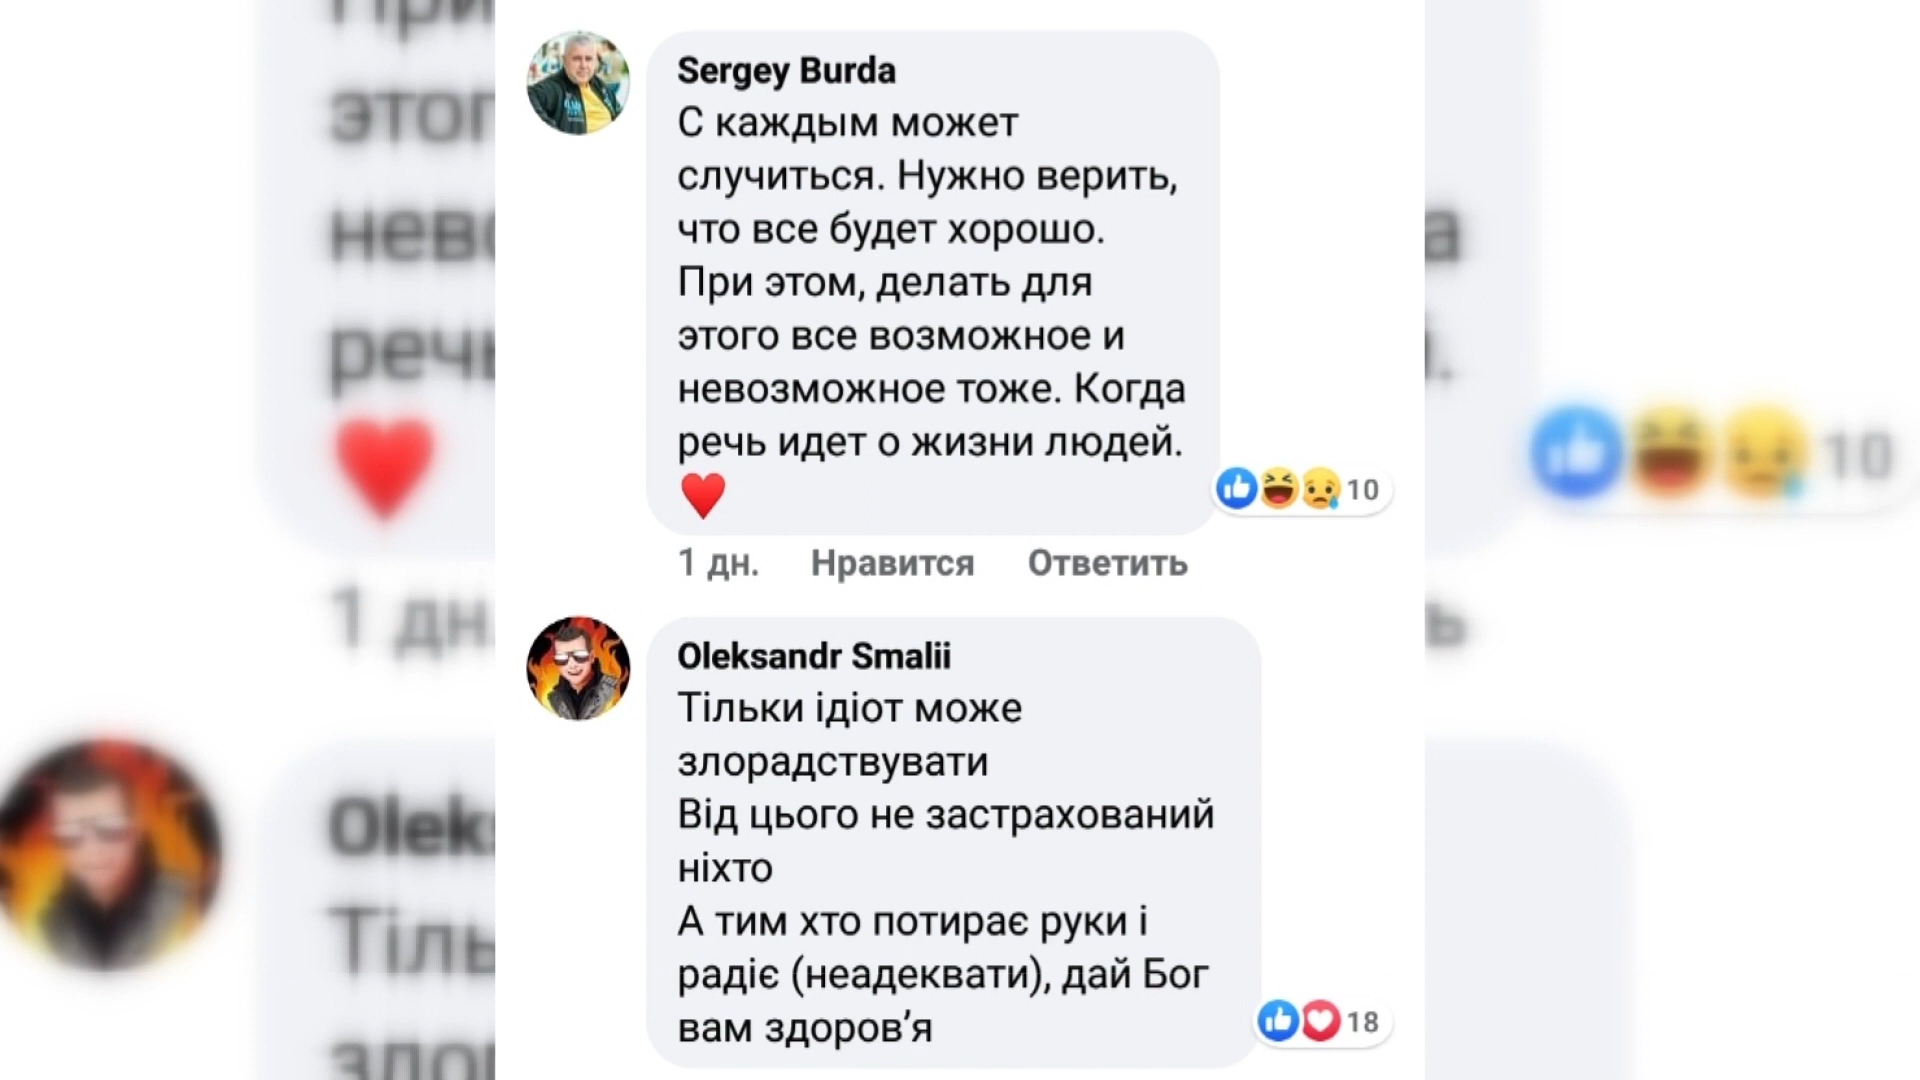 Sergey Burda
С каждым может
случиться. Нужно верить,
что все будет хорошо.
При этом, делать для
этого все возможное и
невозможное тоже. Когда
речь идет о жизни людей.
❤️
10
1 дн. Нравится Ответить
Oleksandr Smalii
Тільки ідіот може
злорадствувати
Від цього не застрахований
ніхто
А тим хто потирає руки і
радіє (неадеквати), дай Бог
вам здоров’я
18